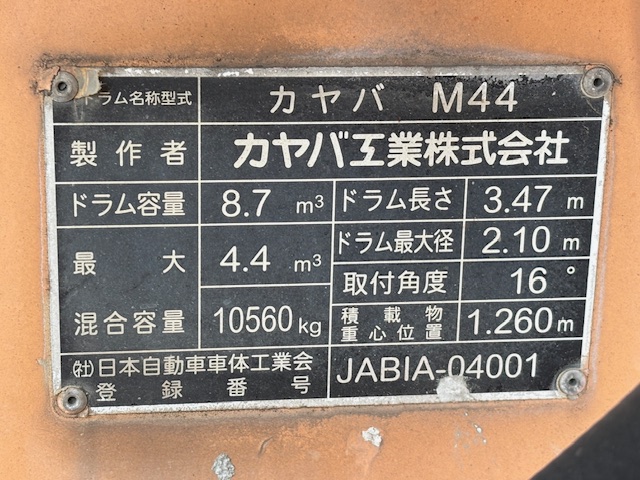 ドラム名称型式 カヤバ M44
製作者 カヤバ工業株式会社
ドラム容量 8.7 m³ ドラム長さ 3.47 m
最大 4.4 m³ ドラム最大径 2.10 m
取付角度 16°
混合容量 10560 kg 積載物重心位置 1.260 m
(社)日本自動車車体工業会
登録番号 JABIA-04001